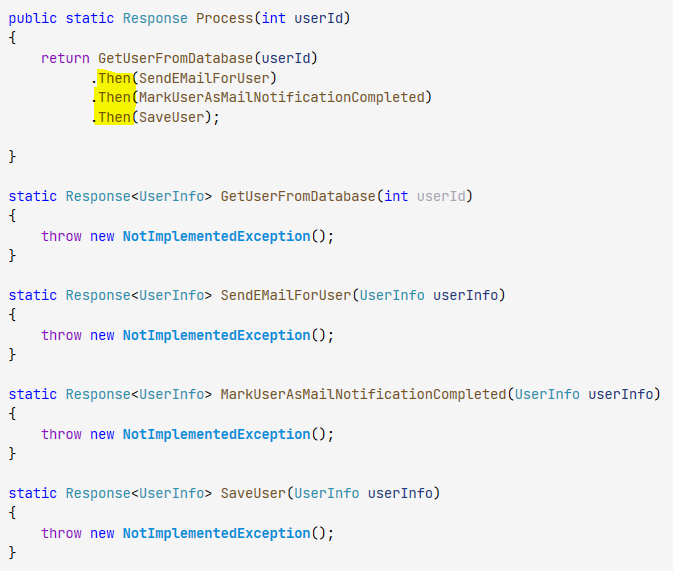 public static Response Process(int userId)
{
    return GetUserFromDatabase(userId)
          .Then(SendEMailForUser)
          .Then(MarkUserAsMailNotificationCompleted)
          .Then(SaveUser);
}
static Response<UserInfo> GetUserFromDatabase(int userId)
{
    throw new NotImplementedException();
}
static Response<UserInfo> SendEMailForUser(UserInfo userInfo)
{
    throw new NotImplementedException();
}
static Response<UserInfo> MarkUserAsMailNotificationCompleted(UserInfo userInfo)
{
    throw new NotImplementedException();
}
static Response<UserInfo> SaveUser(UserInfo userInfo)
{
    throw new NotImplementedException();
}